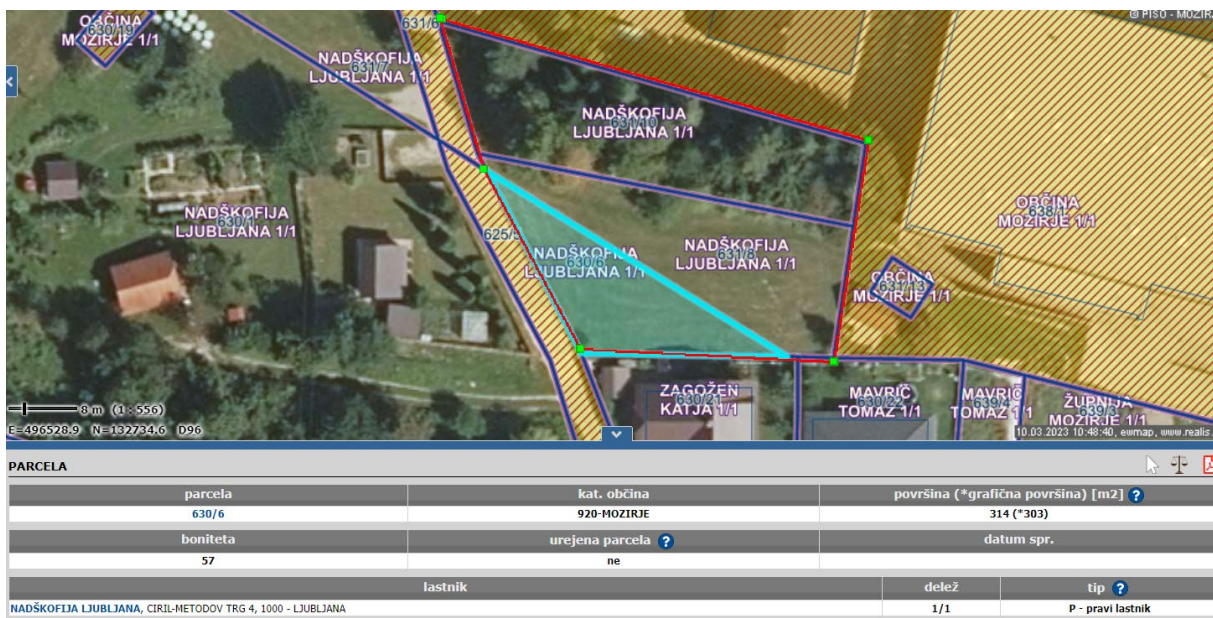 © PISO - MOZIRJ
OBČINA
630/19
MOZIRJE 1/1
631/6
NADŠKOFIJA
631/7
LJUBLJANA 1/1
NADŠKOFIJA
631/10
LJUBLJANA 1/1
OBČINA
638/1
MOZIRJE 1/1
NADŠKOFIJA
630/1
LJUBLJANA 1/1
625/5
NADŠKOFIJA
630/6
LJUBLJANA 1/1
NADŠKOFIJA
631/8
LJUBLJANA 1/1
OBČINA
631/13
MOZIRJE 1/1
ZAGOŽEN
630/21
KATJA 1/1
MAVRIČ
630/22
TOMAŽ 1/1
MAVRIČ
639/4
TOMAŽ 1/1
ŽUPNIJA
639/3
MOZIRJE 1/1
8 m (1:556)
E=496528.9 N=132734.6 D96
10.03.2023 10:48:40, ewmap, www.realis.
PARCELA
parcela kat. občina površina (*grafična površina) [m2] ?
630/6 920-MOZIRJE 314 (*303)
boniteta urejena parcela ? datum spr.
57 ne
lastnik delež tip ?
NADŠKOFIJA LJUBLJANA, CIRIL-METODOV TRG 4, 1000 - LJUBLJANA 1/1 P - pravi lastnik